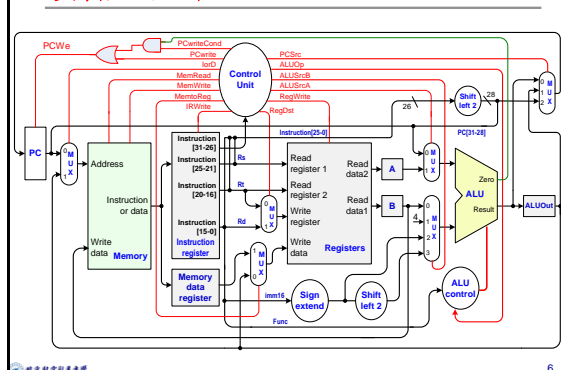 PCWe
PCwriteCond
PCwrite
IorD
MemRead
MemWrite
MemtoReg
IRWrite
Control
Unit
PCSrc
ALUOp
ALUSrcB
ALUSrcA
RegWrite
RegDst
26
Shift
left 2
28
0
1
2
M
U
X
Instruction[25-0]
PC[31-28]
PC
0
M
U
X
1
Address
Instruction
or data
Write
data
Memory
Instruction
[31-26]
Instruction
[25-21]
Instruction
[20-16]
Instruction
[15-0]
Instruction
register
Rs
Rt
Rd
0
M
U
X
1
Read
register 1
Read
register 2
Write
register
Write
data
Read
data2
Read
data1
Registers
A
B
0
M
U
X
1
4
0
1
2
3
M
U
X
Zero
ALU
Result
ALUOut
Memory
data
register
1
M
U
X
0
imm16
Sign
extend
Shift
left 2
ALU
control
Func
6